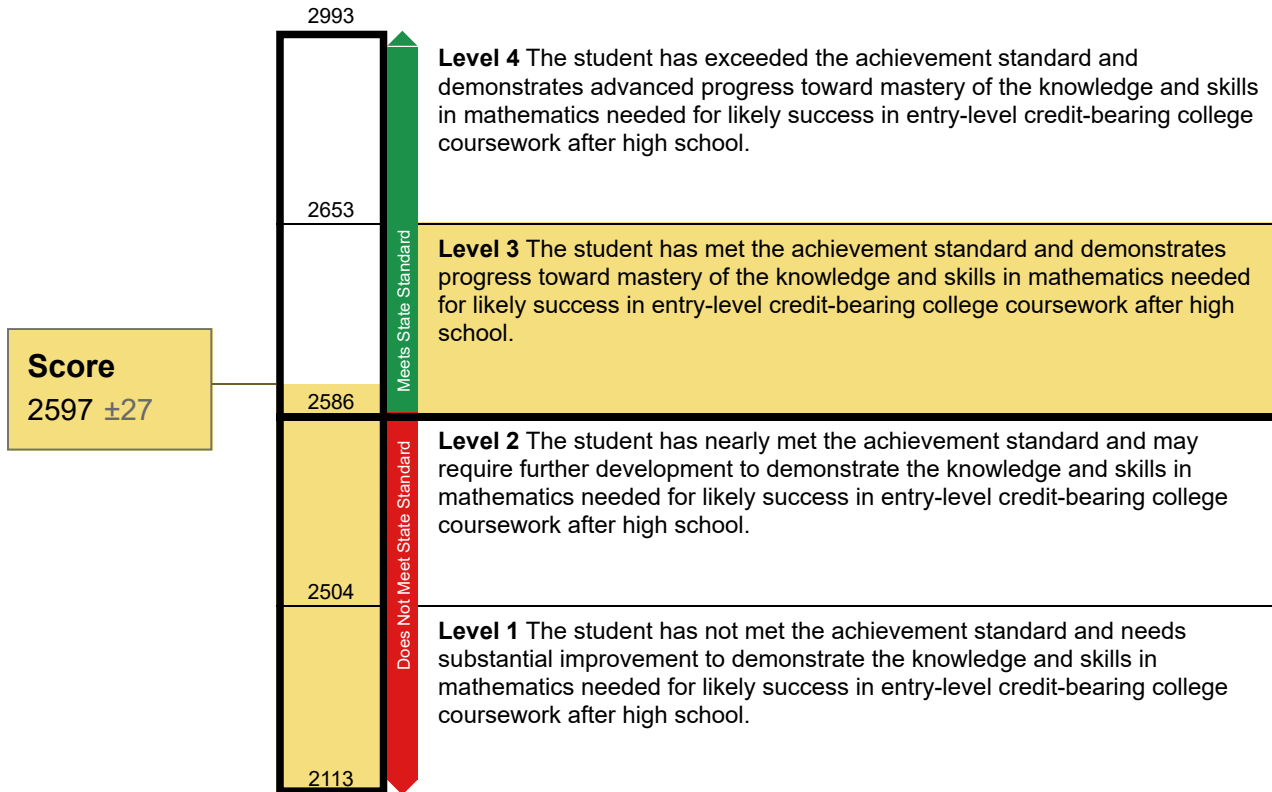 2993
Level 4 The student has exceeded the achievement standard and
demonstrates advanced progress toward mastery of the knowledge and skills
in mathematics needed for likely success in entry-level credit-bearing college
coursework after high school.
2653
Level 3 The student has met the achievement standard and demonstrates
progress toward mastery of the knowledge and skills in mathematics needed
for likely success in entry-level credit-bearing college coursework after high
school.
Meets State Standard
Score
2597 ±27
2586
Level 2 The student has nearly met the achievement standard and may
require further development to demonstrate the knowledge and skills in
mathematics needed for likely success in entry-level credit-bearing college
coursework after high school.
Does Not Meet State Standard
2504
Level 1 The student has not met the achievement standard and needs
substantial improvement to demonstrate the knowledge and skills in
mathematics needed for likely success in entry-level credit-bearing college
coursework after high school.
2113